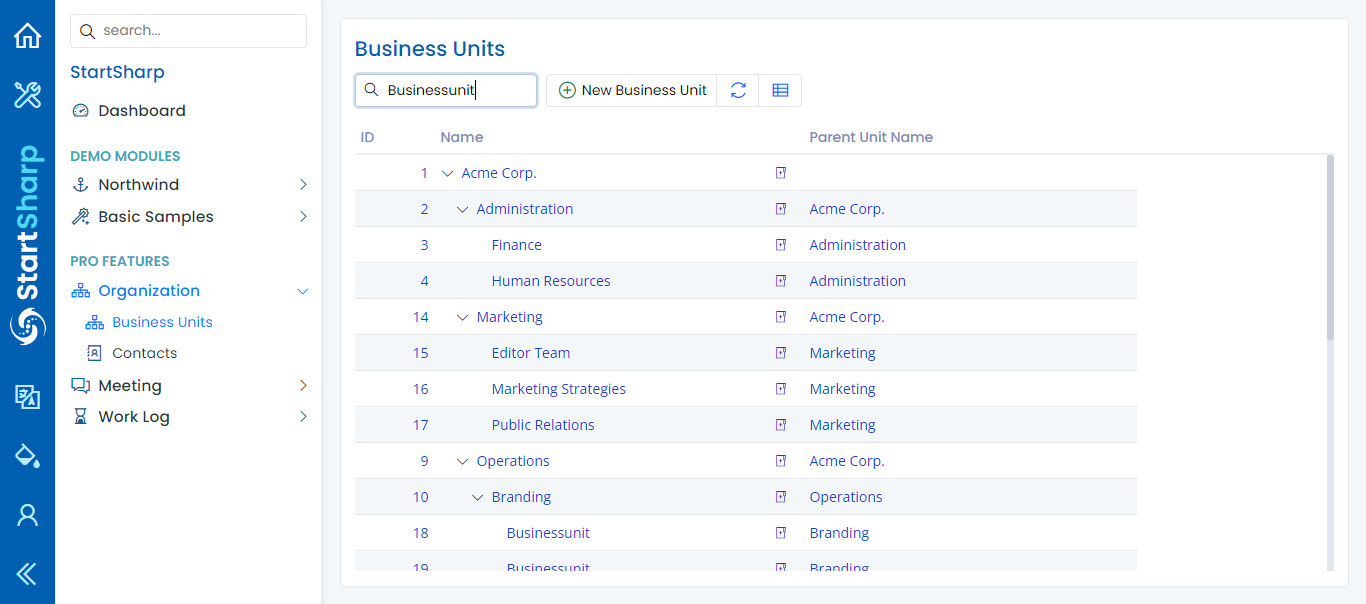 StartSharp
search...
StartSharp
Dashboard
DEMO MODULES
Northwind
Basic Samples
PRO FEATURES
Organization
Business Units
Contacts
Meeting
Work Log
Business Units
Businessunit
New Business Unit
ID Name Parent Unit Name
1 Acme Corp.
2 Administration Acme Corp.
3 Finance Administration
4 Human Resources Administration
14 Marketing Acme Corp.
15 Editor Team Marketing
16 Marketing Strategies Marketing
17 Public Relations Marketing
9 Operations Acme Corp.
10 Branding Operations
18 Businessunit Branding
19 Businessunit Branding